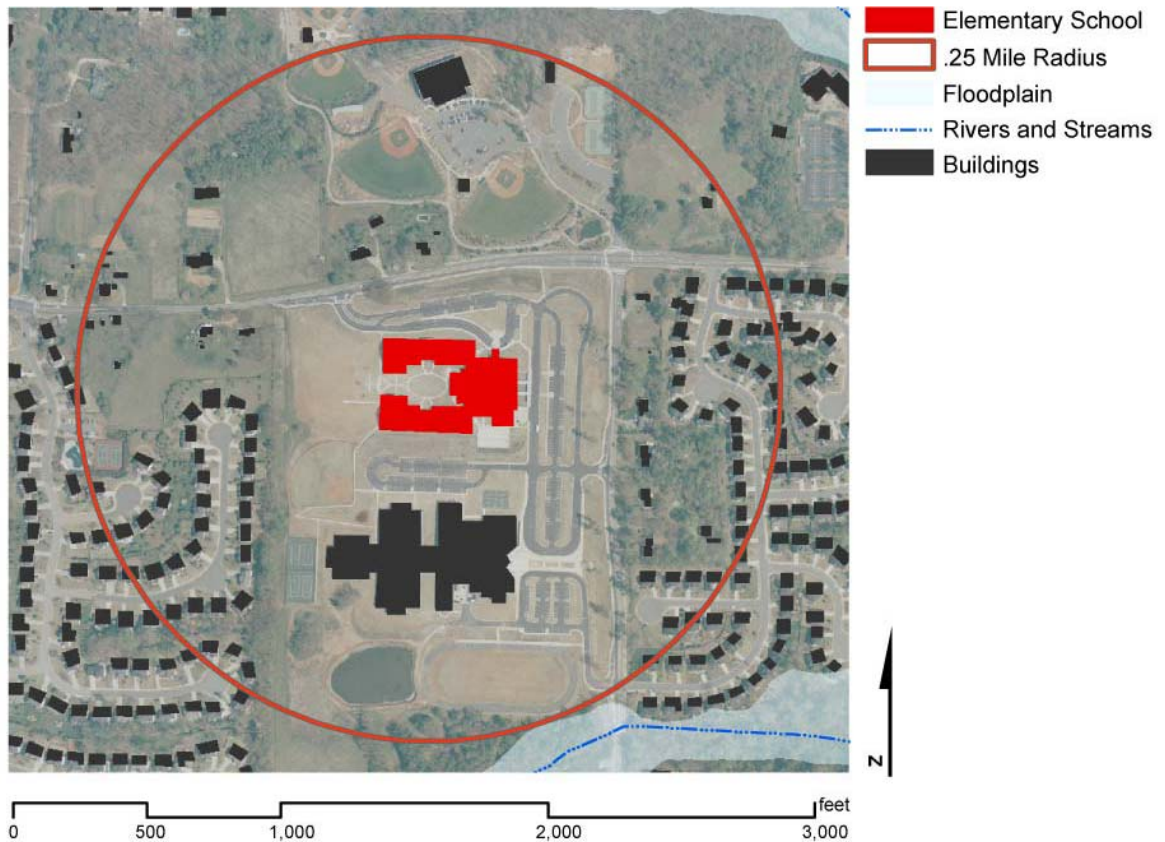 Elementary School
.25 Mile Radius
Floodplain
Rivers and Streams
Buildings
N
feet
0 500 1,000 2,000 3,000